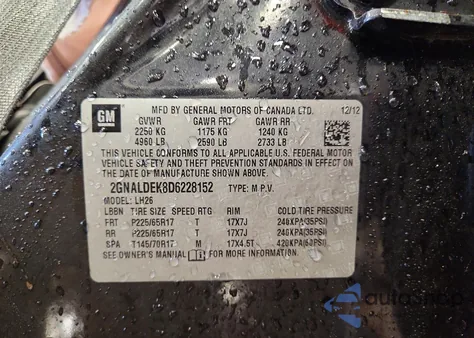 GM
MFD BY GENERAL MOTORS OF CANADA LTD. 12/12
GVWR GAWR FRT GAWR RR
2250 KG 1175 KG 1240 KG
4960 LB 2590 LB 2733 LB
THIS VEHICLE CONFORMS TO ALL APPLICABLE U.S. FEDERAL MOTOR
VEHICLE SAFETY AND THEFT PREVENTION STANDARDS IN EFFECT ON
THE DATE OF MANUFACTURE SHOWN ABOVE.
2GNALDEK8D6228152 TYPE: M P.V.
MODEL: LH26
LBBN TIRE SIZE SPEED RTG RIM COLD TIRE PRESSURE
FRT P225/65R17 T 17X7J 240KPA(35PSI)
RR P225/65R17 T 17X7J 240KPA(35PSI)
SPA T145/70R17 M 17X4.5T 420KPA(60PSI)
SEE OWNER'S MANUAL FOR MORE INFORMATION.
autoShop